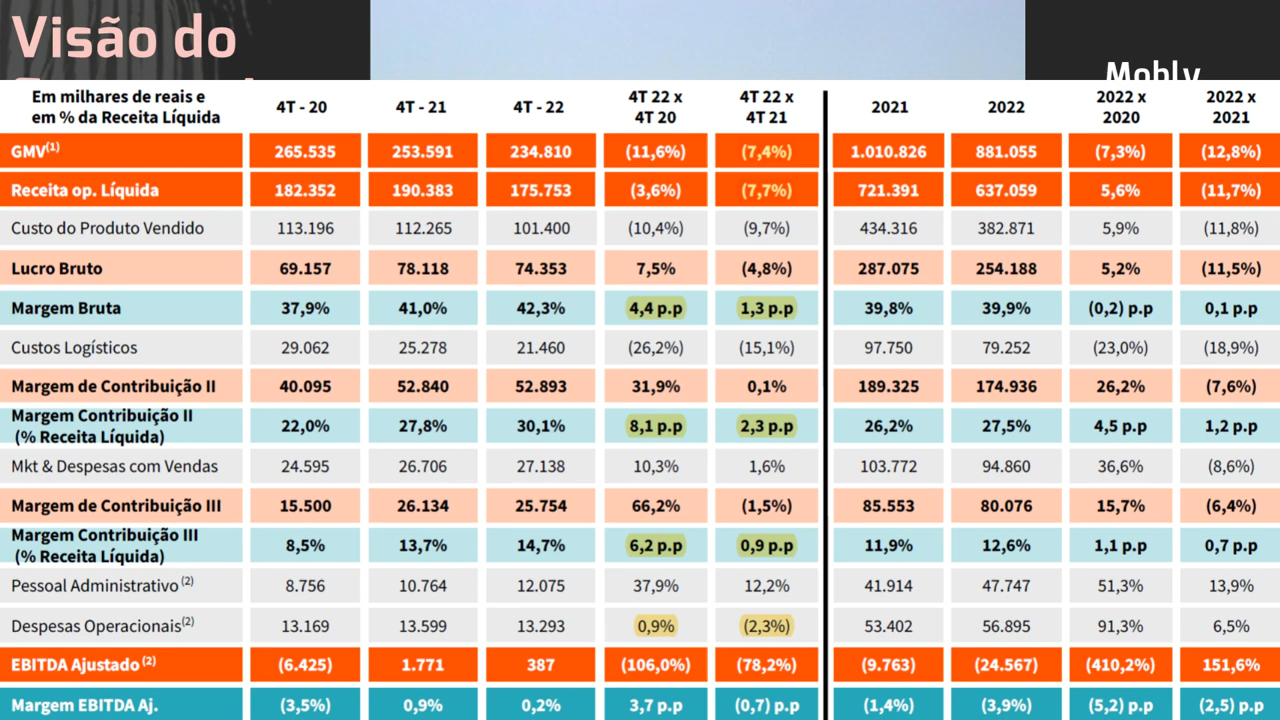 Visão do
Mobly
Em milhares de reais e
em % da Receita Líquida
4T - 20 4T - 21 4T - 22 4T 22 x 4T 20 4T 22 x 4T 21 2021 2022 2022 x 2020 2022 x 2021
GMV(1) 265.535 253.591 234.810 (11,6%) (7,4%) 1.010.826 881.055 (7,3%) (12,8%)
Receita op. Líquida 182.352 190.383 175.753 (3,6%) (7,7%) 721.391 637.059 5,6% (11,7%)
Custo do Produto Vendido 113.196 112.265 101.400 (10,4%) (9,7%) 434.316 382.871 5,9% (11,8%)
Lucro Bruto 69.157 78.118 74.353 7,5% (4,8%) 287.075 254.188 5,2% (11,5%)
Margem Bruta 37,9% 41,0% 42,3% 4,4 p.p 1,3 p.p 39,8% 39,9% (0,2) p.p 0,1 p.p
Custos Logísticos 29.062 25.278 21.460 (26,2%) (15,1%) 97.750 79.252 (23,0%) (18,9%)
Margem de Contribuição II 40.095 52.840 52.893 31,9% 0,1% 189.325 174.936 26,2% (7,6%)
Margem Contribuição II
(% Receita Líquida) 22,0% 27,8% 30,1% 8,1 p.p 2,3 p.p 26,2% 27,5% 4,5 p.p 1,2 p.p
Mkt & Despesas com Vendas 24.595 26.706 27.138 10,3% 1,6% 103.772 94.860 36,6% (8,6%)
Margem de Contribuição III 15.500 26.134 25.754 66,2% (1,5%) 85.553 80.076 15,7% (6,4%)
Margem Contribuição III
(% Receita Líquida) 8,5% 13,7% 14,7% 6,2 p.p 0,9 p.p 11,9% 12,6% 1,1 p.p 0,7 p.p
Pessoal Administrativo (2) 8.756 10.764 12.075 37,9% 12,2% 41.914 47.747 51,3% 13,9%
Despesas Operacionais(2) 13.169 13.599 13.293 0,9% (2,3%) 53.402 56.895 91,3% 6,5%
EBITDA Ajustado (2) (6.425) 1.771 387 (106,0%) (78,2%) (9.763) (24.567) (410,2%) 151,6%
Margem EBITDA Aj. (3,5%) 0,9% 0,2% 3,7 p.p (0,7) p.p (1,4%) (3,9%) (5,2) p.p (2,5) p.p